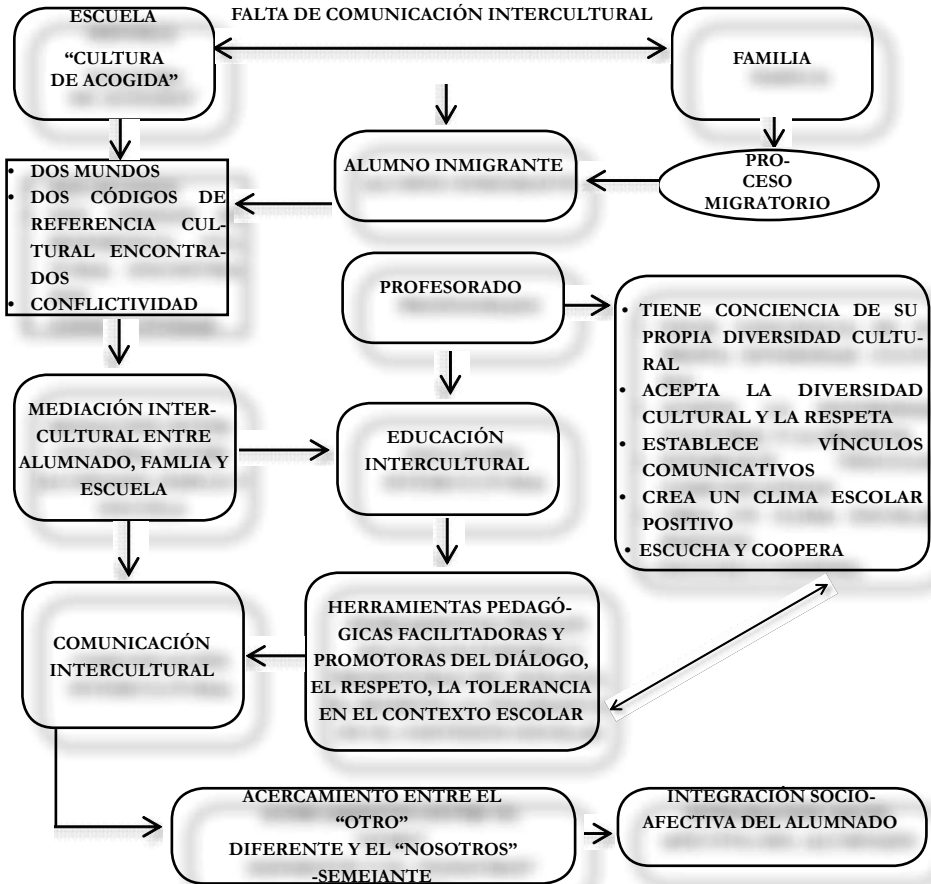 FALTA DE COMUNICACIÓN INTERCULTURAL
ESCUELA
“CULTURA
DE ACOGIDA”
FAMILIA
ALUMNO INMIGRANTE
PRO-
CESO
MIGRATORIO
• DOS MUNDOS
• DOS CÓDIGOS DE
REFERENCIA CUL-
TURAL ENCONTRA-
DOS
• CONFLICTIVIDAD
PROFESORADO
• TIENE CONCIENCIA DE SU
PROPIA DIVERSIDAD CULTU-
RAL
• ACEPTA LA DIVERSIDAD
CULTURAL Y LA RESPETA
• ESTABLECE VÍNCULOS
COMUNICATIVOS
• CREA UN CLIMA ESCOLAR
POSITIVO
• ESCUCHA Y COOPERA
MEDIACIÓN INTER-
CULTURAL ENTRE
ALUMNADO, FAMLIA Y
ESCUELA
EDUCACIÓN
INTERCULTURAL
COMUNICACIÓN
INTERCULTURAL
HERRAMIENTAS PEDAGÓ-
GICAS FACILITADORAS Y
PROMOTORAS DEL DIÁLOGO,
EL RESPETO, LA TOLERANCIA
EN EL CONTEXTO ESCOLAR
ACERCAMIENTO ENTRE EL
“OTRO”
DIFERENTE Y EL “NOSOTROS”
-SEMEJANTE
INTEGRACIÓN SOCIO-
AFECTIVA DEL ALUMNADO